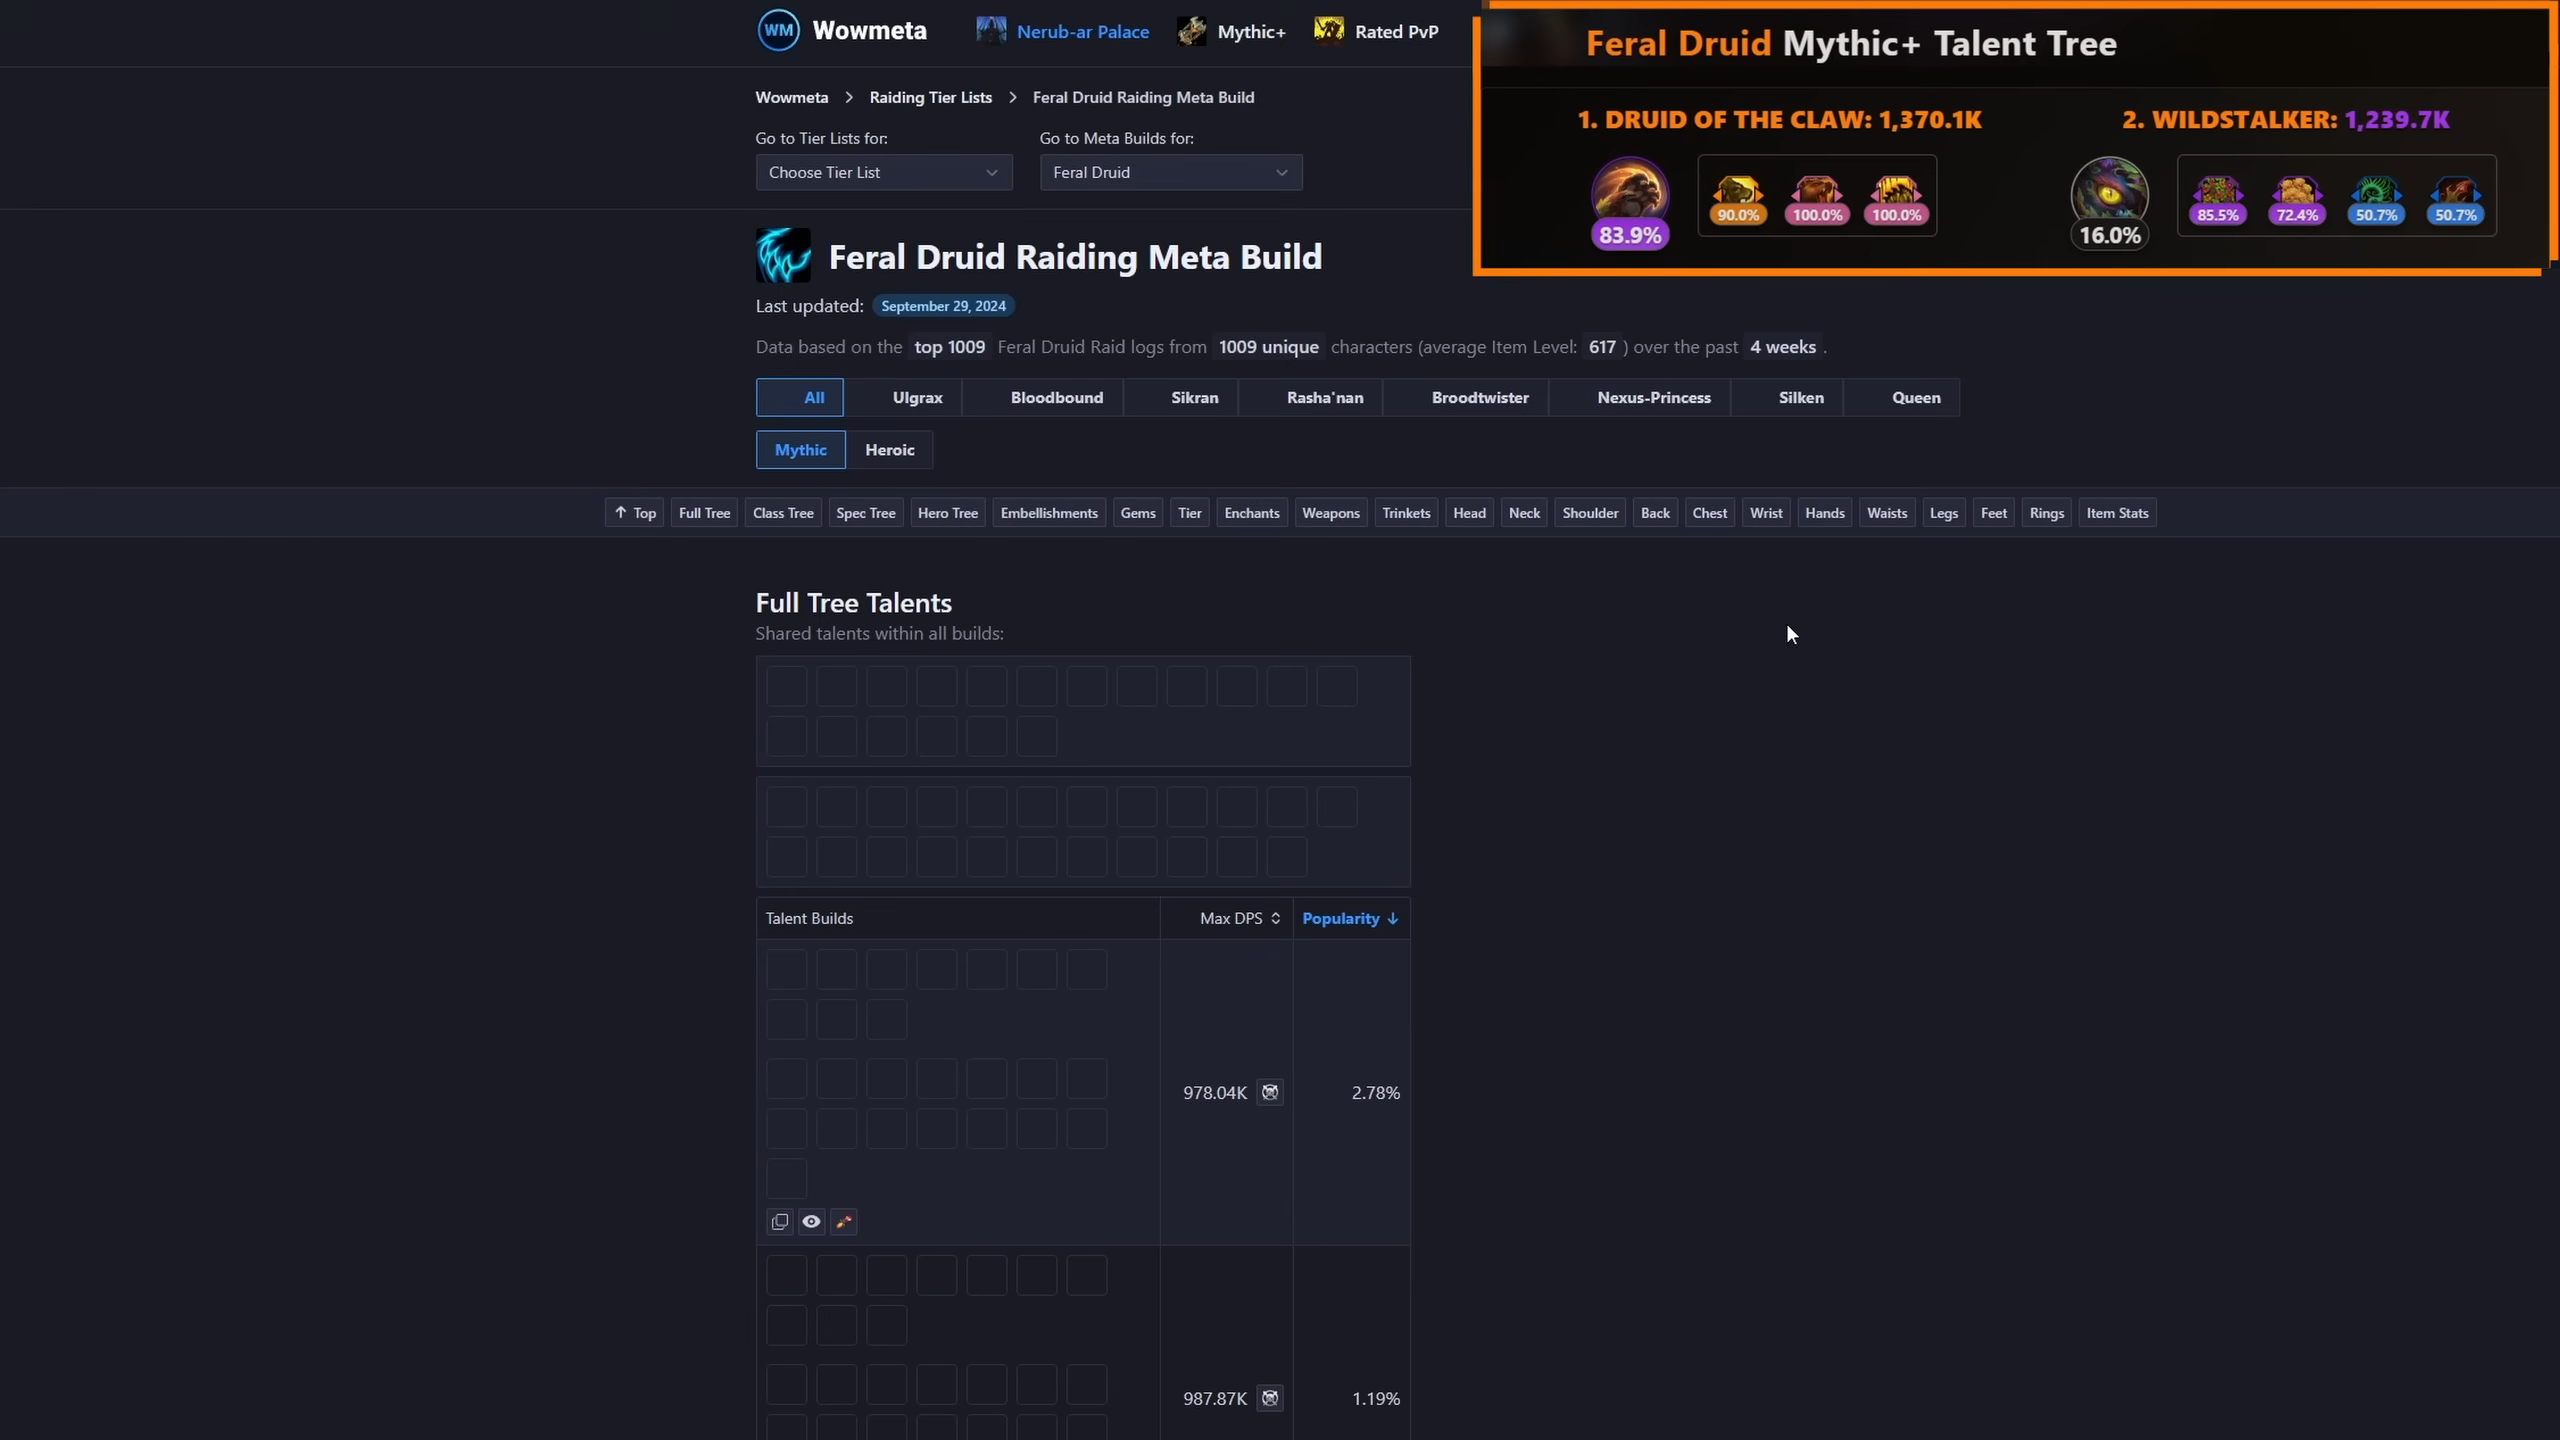 WM Wowmeta Nerub-ar Palace Mythic+ Rated PvP
Feral Druid Mythic+ Talent Tree
1. DRUID OF THE CLAW: 1,370.1K 2. WILDSTALKER: 1,239.7K
90.0% 100.0% 100.0% 85.5% 72.4% 50.7% 50.7%
83.9% 16.0%
Wowmeta > Raiding Tier Lists > Feral Druid Raiding Meta Build
Go to Tier Lists for: Go to Meta Builds for:
Choose Tier List Feral Druid
Feral Druid Raiding Meta Build
Last updated: September 29, 2024
Data based on the top 1009 Feral Druid Raid logs from 1009 unique characters (average Item Level: 617 ) over the past 4 weeks .
All Ulgrax Bloodbound Sikran Rasha'nan Broodtwister Nexus-Princess Silken Queen
Mythic Heroic
↑ Top Full Tree Class Tree Spec Tree Hero Tree Embellishments Gems Tier Enchants Weapons Trinkets Head Neck Shoulder Back Chest Wrist Hands Waists Legs Feet Rings Item Stats
Full Tree Talents
Shared talents within all builds:
Talent Builds Max DPS Popularity ↓
978.04K 2.78%
987.87K 1.19%